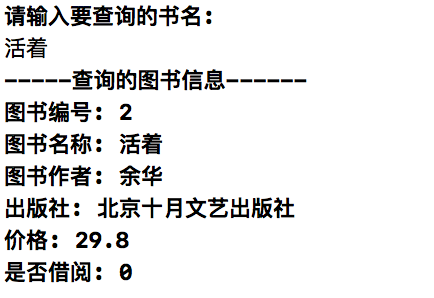 请输入要查询的书名:
活着
-----查询的图书信息------
图书编号: 2
图书名称: 活着
图书作者: 余华
出版社: 北京十月文艺出版社
价格: 29.8
是否借阅: 0